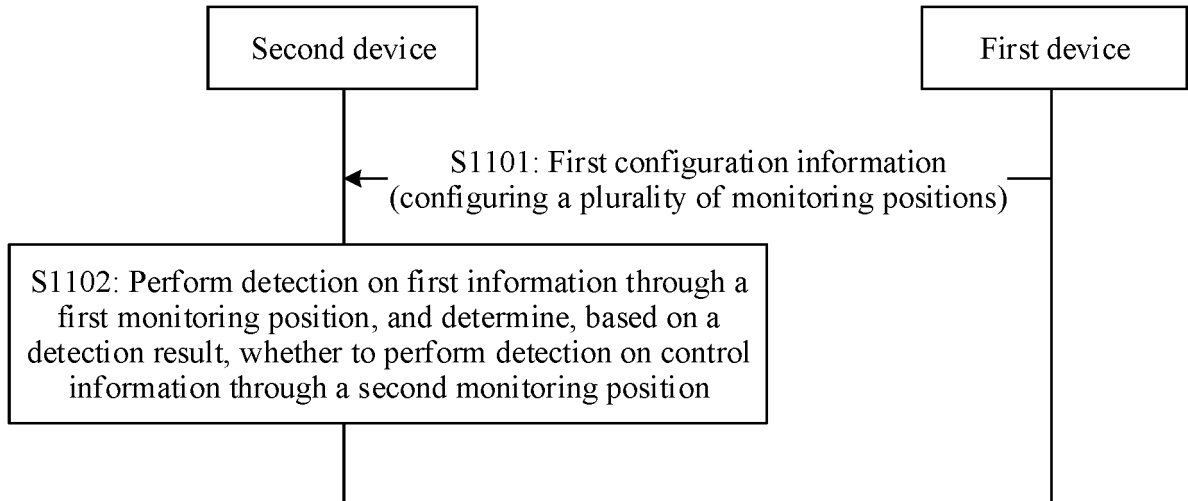 Second device
First device
S1101: First configuration information
(configuring a plurality of monitoring positions)
S1102: Perform detection on first information through a
first monitoring position, and determine, based on a
detection result, whether to perform detection on control
information through a second monitoring position